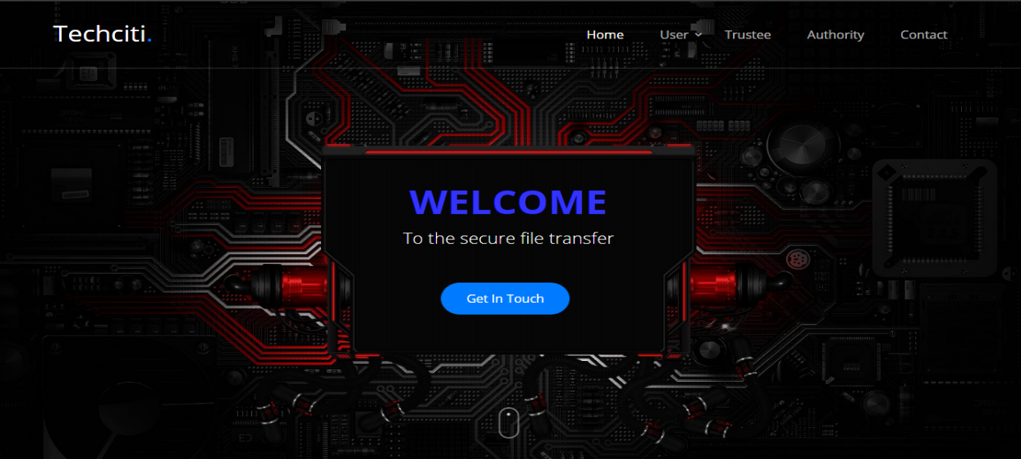 Techciti.
Home User Trustee Authority Contact
WELCOME
To the secure file transfer
Get In Touch